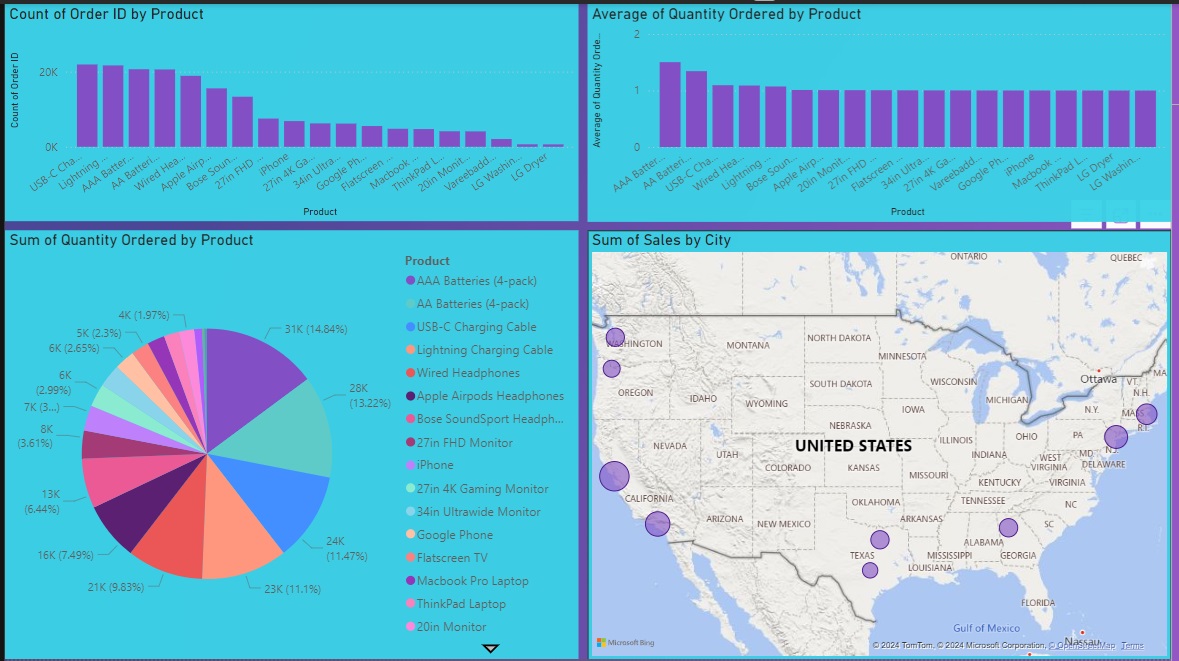 Count of Order ID by Product
Count of Order ID
20K
0K
USB-C Cha...
Lightning ...
AAA Batter...
AA Batteri...
Wired Hea...
Apple Airp...
Bose Soun...
27in FHD ...
iPhone
27in 4K Ga...
34in Ultra...
Google Ph...
Flatscreen ...
Macbook ...
ThinkPad L...
20in Monit...
Vareebadd...
LG Washin...
LG Dryer
Product
Average of Quantity Ordered by Product
Average of Quantity Orde...
2
1
0
AAA Batter...
AA Batteri...
USB-C Cha...
Wired Hea...
Lightning ...
Bose Soun...
Apple Airp...
20in Monit...
27in FHD ...
Flatscreen ...
34in Ultra...
27in 4K Ga...
Vareebadd...
Google Ph...
iPhone
Macbook ...
ThinkPad L...
LG Dryer
LG Washin...
Product
Sum of Quantity Ordered by Product
4K (1.97%)
5K (2.3%)
6K (2.65%)
6K
(2.99%)
7K (3...)
8K
(3.61%)
13K
(6.44%)
16K (7.49%)
21K (9.83%)
23K (11.1%)
24K
(11.47%)
28K
(13.22%)
31K (14.84%)
Product
AAA Batteries (4-pack)
AA Batteries (4-pack)
USB-C Charging Cable
Lightning Charging Cable
Wired Headphones
Apple Airpods Headphones
Bose SoundSport Headph...
27in FHD Monitor
iPhone
27in 4K Gaming Monitor
34in Ultrawide Monitor
Google Phone
Flatscreen TV
Macbook Pro Laptop
ThinkPad Laptop
20in Monitor
Sum of Sales by City
ONTARIO
QUEBEC
WASHINGTON
MONTANA
NORTH DAKOTA
MINNESOTA
Ottawa
MA
OREGON
IDAHO
WYOMING
SOUTH DAKOTA
WISCONSIN
MICHIGAN
VT.
N.H.
N.Y.
MASS.
R.I.
IOWA
NEBRASKA
NEVADA
UTAH
UNITED STATES
ILLINOIS
OHIO
PA
N.J.
INDIANA
MD
DELAWARE
COLORADO
KANSAS
MISSOURI
WEST
VIRGINIA
KENTUCKY
VIRGINIA
CALIFORNIA
OKLAHOMA
TENNESSEE
NC
ARIZONA
NEW MEXICO
ARKANSAS
SC
ALABAMA
TEXAS
MISSISSIPPI
GEORGIA
LOUISIANA
FLORIDA
Gulf of Mexico
Nassau
Microsoft Bing
© 2024 TomTom, © 2024 Microsoft Corporation, © OpenStreetMap Terms